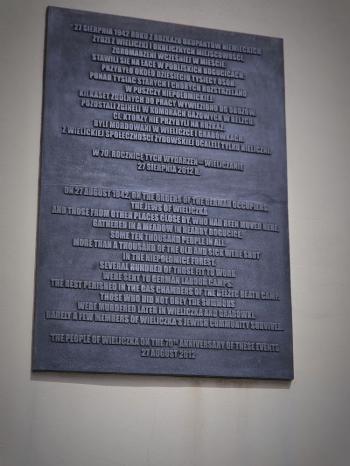 27 SIERPNIA 1942 ROKU Z ROZKAZU OKUPANTÓW NIEMIECKICH
ŻYDZI Z WIELICZKI I OKOLICZNYCH MIEJSCOWOŚCI,
ZGROMADZENI WCZEŚNIEJ W MIEŚCIE,
STAWILI SIĘ NA ŁĄCE W POBLISKICH BOGUCICACH.
PRZYBYŁO OKOŁO DZIESIĘCIU TYSIĘCY OSÓB.
PONAD TYSIĄC STARYCH I CHORYCH ROZSTRZELANO
W PUSZCZY NIEPOŁOMICKIEJ.
KILKASET ZDOLNYCH DO PRACY WYWIEZIONO DO OBOZÓW.
POZOSTALI ZGINĘLI W KOMORACH GAZOWYCH W BEŁŻCU.
CI, KTÓRZY NIE PRZYBYLI NA ROZKAZ,
BYLI MORDOWANI W WIELICZCE I GRABÓWKACH.
Z WIELICKIEJ SPOŁECZNOŚCI ŻYDOWSKIEJ OCALELI TYLKO NIELICZNI.
W 70. ROCZNICĘ TYCH WYDARZEŃ – WIELICZANIE
27 SIERPNIA 2012 R.
ON 27 AUGUST 1942, ON THE ORDERS OF THE GERMAN OCCUPIERS,
THE JEWS OF WIELICZKA
AND THOSE FROM OTHER PLACES CLOSE BY, WHO HAD BEEN MOVED HERE,
GATHERED IN A MEADOW IN NEARBY BOGUCICE,
SOME TEN THOUSAND PEOPLE IN ALL.
MORE THAN A THOUSAND OF THE OLD AND SICK WERE SHOT
IN THE NIEPOŁOMICE FOREST.
SEVERAL HUNDRED OF THOSE FIT TO WORK
WERE SENT TO GERMAN LABOUR CAMPS.
THE REST PERISHED IN THE GAS CHAMBERS OF THE BEŁŻEC DEATH CAMP.
THOSE WHO DID NOT OBEY THE SUMMONS
WERE MURDERED LATER IN WIELICZKA AND GRABÓWKI.
BARELY A FEW MEMBERS OF WIELICZKA'S JEWISH COMMUNITY SURVIVED.
THE PEOPLE OF WIELICZKA ON THE 70TH ANNIVERSARY OF THESE EVENTS
27 AUGUST 2012